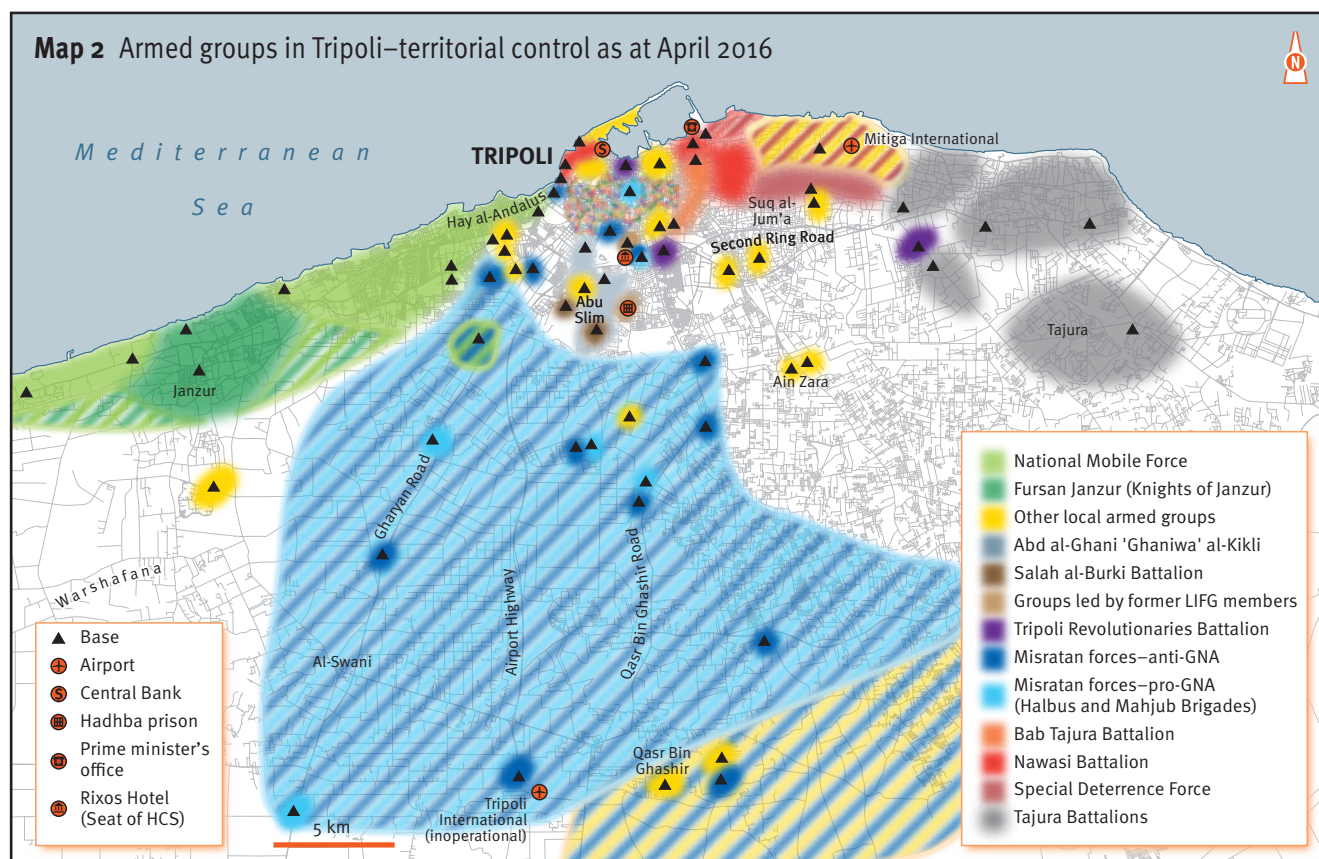 Map 2 Armed groups in Tripoli–territorial control as at April 2016
N
Mediterranean
Sea
TRIPOLI
S
Mitiga International
Hay al-Andalus
Suq al-
Jum'a
Second Ring Road
Abu
Slim
Tajura
Janzur
Ain Zara
Gharyan Road
Warshafana
Airport Highway
Qasr Bin Ghashir Road
Al-Swani
Qasr Bin
Ghashir
Tripoli
International
(inoperational)
5 km
Base
Airport
S
Central Bank
Hadhba prison
Prime minister's
office
Rixos Hotel
(Seat of HCS)
National Mobile Force
Fursan Janzur (Knights of Janzur)
Other local armed groups
Abd al-Ghani 'Ghaniwa' al-Kikli
Salah al-Burki Battalion
Groups led by former LIFG members
Tripoli Revolutionaries Battalion
Misratan forces–anti-GNA
Misratan forces–pro-GNA
(Halbus and Mahjub Brigades)
Bab Tajura Battalion
Nawasi Battalion
Special Deterrence Force
Tajura Battalions